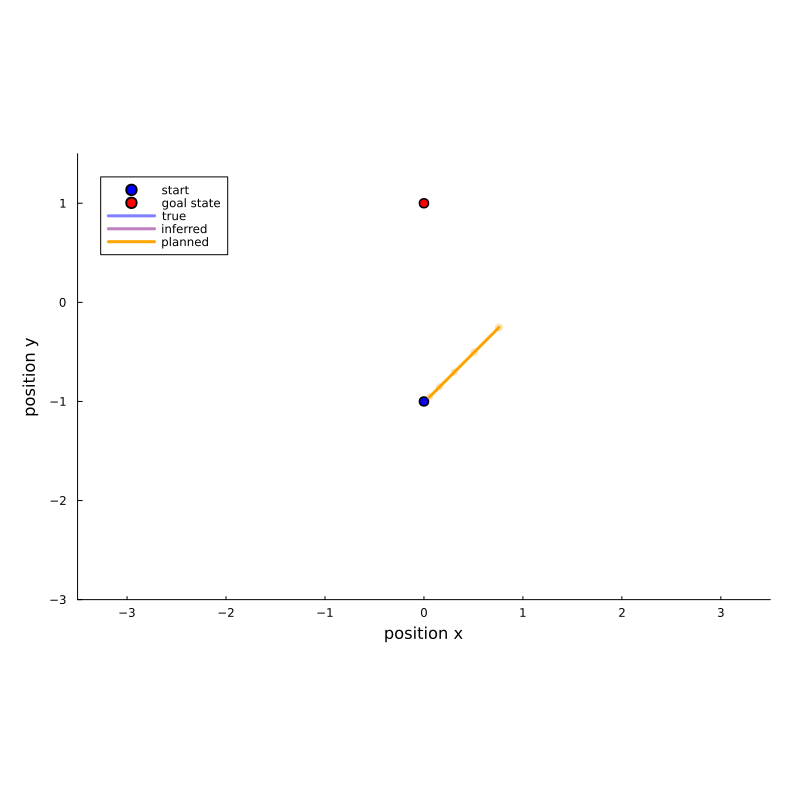 start
goal state
true
inferred
planned
1
0
−1
−2
−3
position y
−3 −2 −1 0 1 2 3
position x